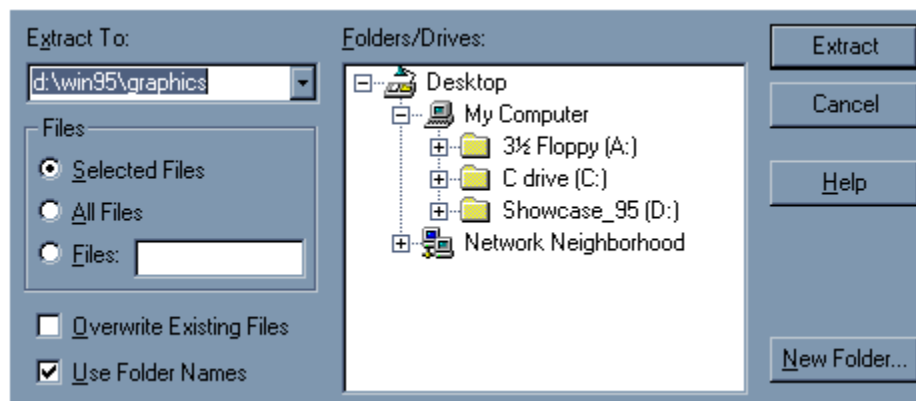 Extract To:
d:\win95\graphics
Files
Selected Files
All Files
Files:
Overwrite Existing Files
Use Folder Names
Folders/Drives:
Desktop
My Computer
3½ Floppy (A:)
C drive (C:)
Showcase_95 (D:)
Network Neighborhood
Extract
Cancel
Help
New Folder...